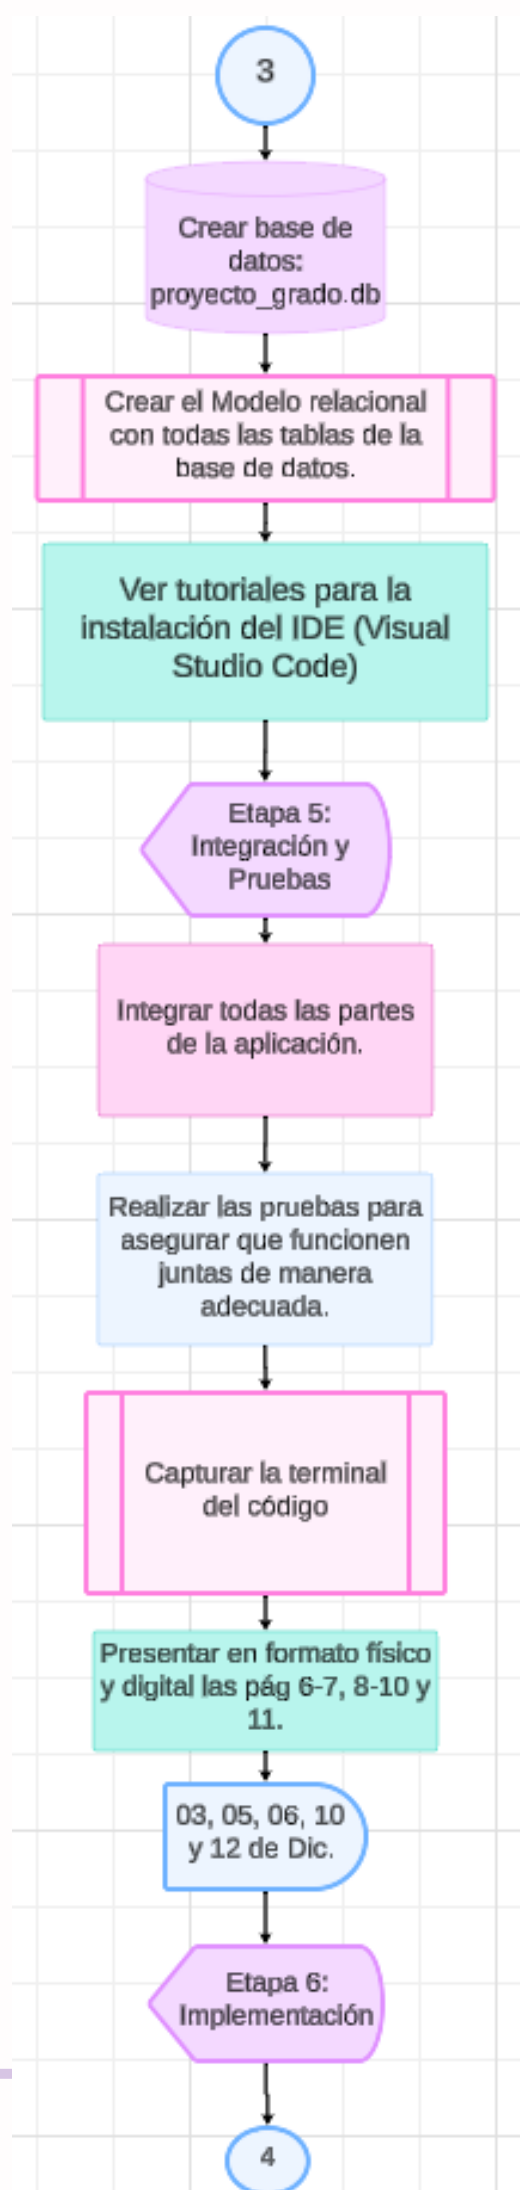 3
Crear base de
datos:
proyecto_grado.db
Crear el Modelo relacional
con todas las tablas de la
base de datos.
Ver tutoriales para la
instalación del IDE (Visual
Studio Code)
Etapa 5:
Integración y
Pruebas
Integrar todas las partes
de la aplicación.
Realizar las pruebas para
asegurar que funcionen
juntas de manera
adecuada.
Capturar la terminal
del código
Presentar en formato físico
y digital las pág 6-7, 8-10 y
11.
03, 05, 06, 10
y 12 de Dic.
Etapa 6:
Implementación
4